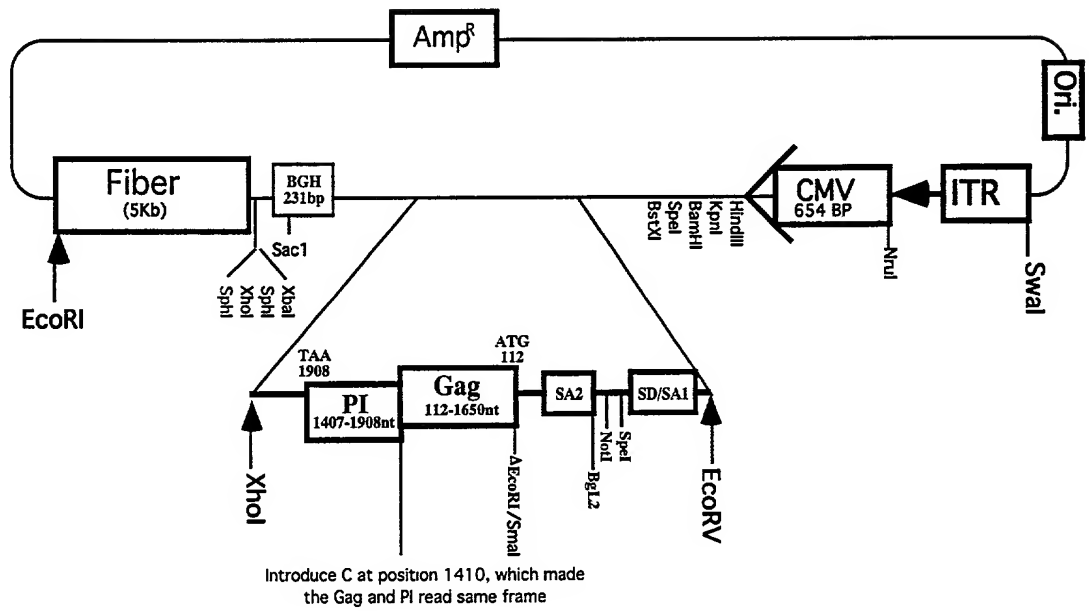 Amp^R
Ori.
Fiber
(5Kb)
BGH
231bp
CMV
654 BP
ITR
HindIII
KpnI
BamHI
SpeI
BstXI
NruI
SwaI
Sac1
XbaI
SphI
XhoI
SphI
EcoRI
TAA
1908
ATG
112
PI
1407-1908nt
Gag
112-1650nt
SA2
SD/SA1
XhoI
ΔEcoRI/SmaI
BgL2
NotI
SpeI
EcoRV
Introduce C at position 1410, which made
the Gag and PI read same frame